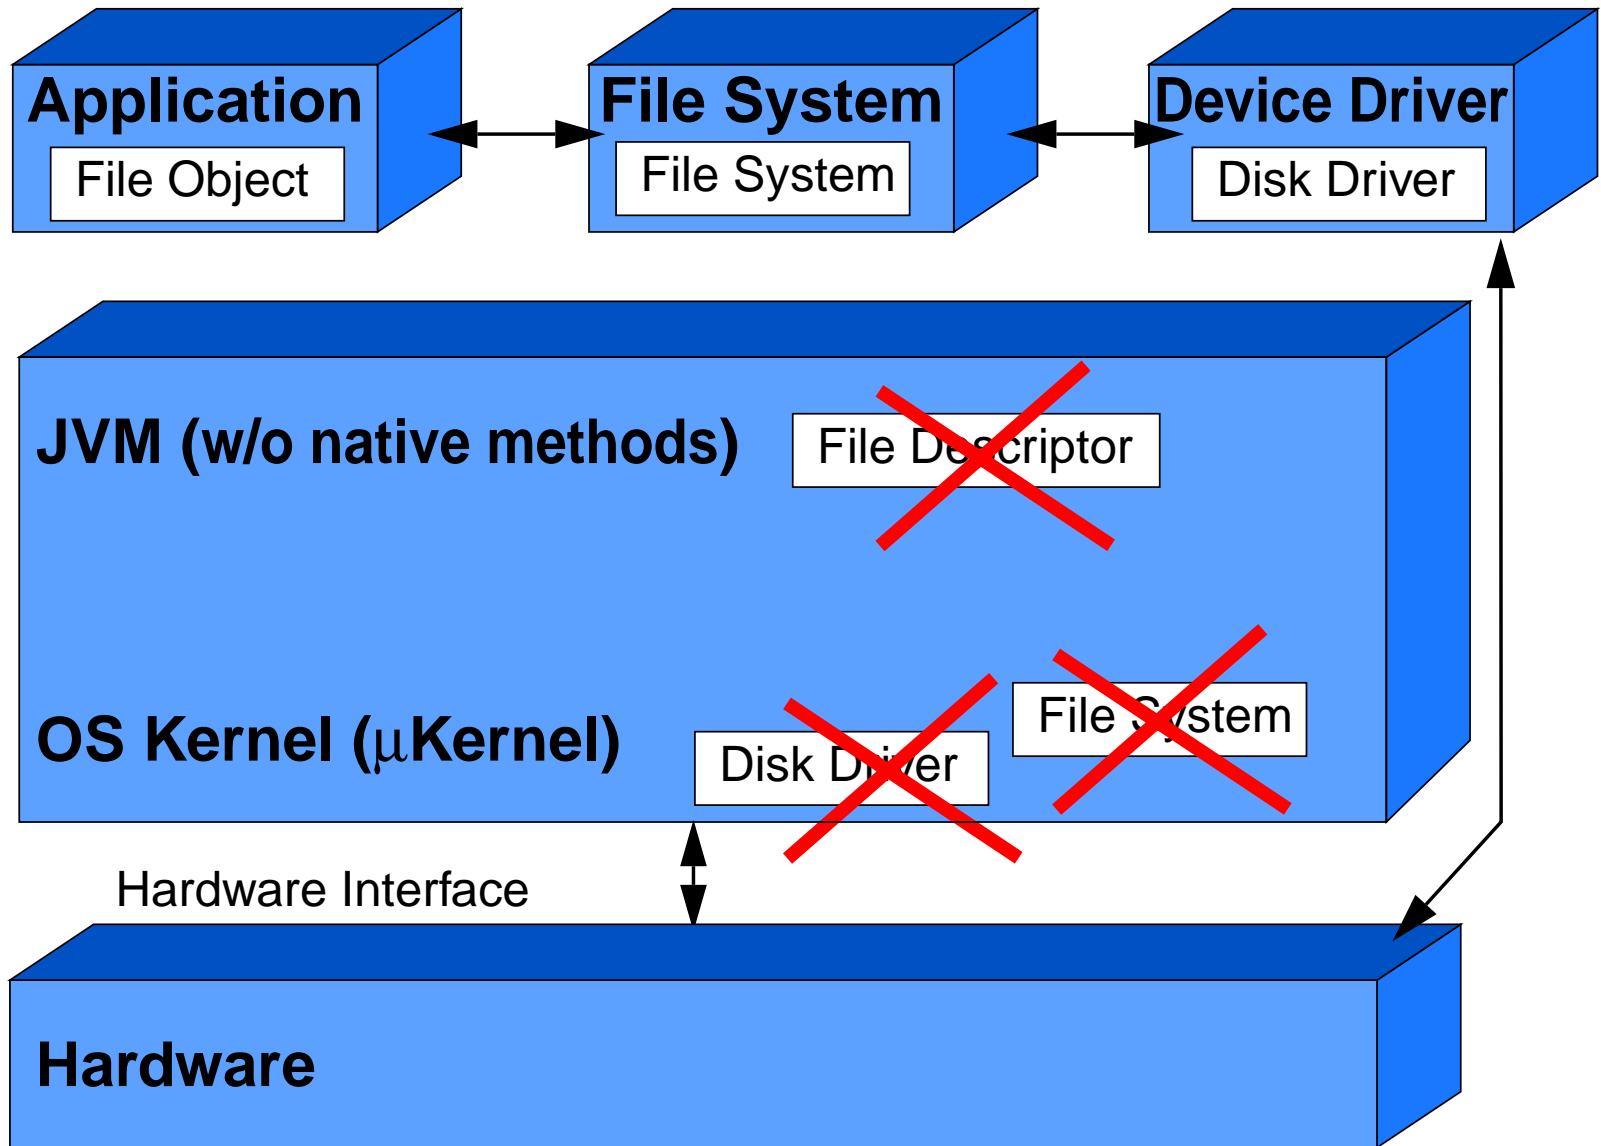 Application
File Object
File System
File System
Device Driver
Disk Driver
JVM (w/o native methods)
File Descriptor
OS Kernel (μKernel)
Disk Driver
File System
Hardware Interface
Hardware